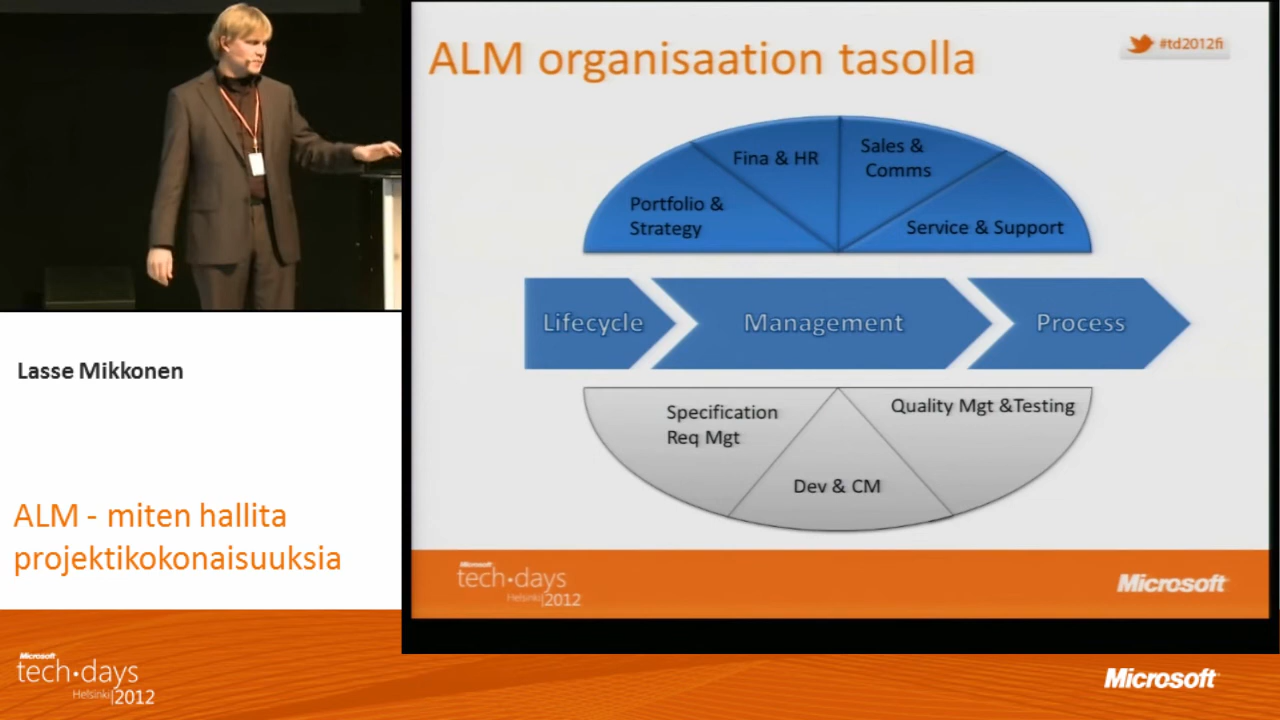 ALM organisaation tasolla
#td2012fi
Fina & HR
Sales &
Comms
Portfolio &
Strategy
Service & Support
Lifecycle
Management
Process
Specification
Req Mgt
Quality Mgt &Testing
Dev & CM
Microsoft
tech·days
Helsinki|2012
Microsoft
Lasse Mikkonen
ALM - miten hallita
projektikokonaisuuksia
Microsoft
tech·days
Helsinki|2012
Microsoft